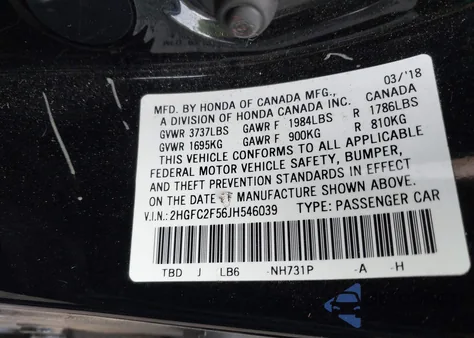 03/'18
MFD. BY HONDA OF CANADA MFG.,
A DIVISION OF HONDA CANADA INC. CANADA
GVWR 3737LBS GAWR F 1984LBS R 1786LBS
GVWR 1695KG GAWR F 900KG R 810KG
THIS VEHICLE CONFORMS TO ALL APPLICABLE
FEDERAL MOTOR VEHICLE SAFETY, BUMPER,
AND THEFT PREVENTION STANDARDS IN EFFECT
ON THE DATE OF MANUFACTURE SHOWN ABOVE.
V.I.N.: 2HGFC2F56JH546039 TYPE: PASSENGER CAR
TBD J LB6 NH731P A H